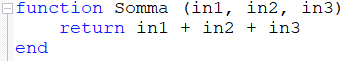 function Somma (in1, in2, in3)
    return in1 + in2 + in3
end